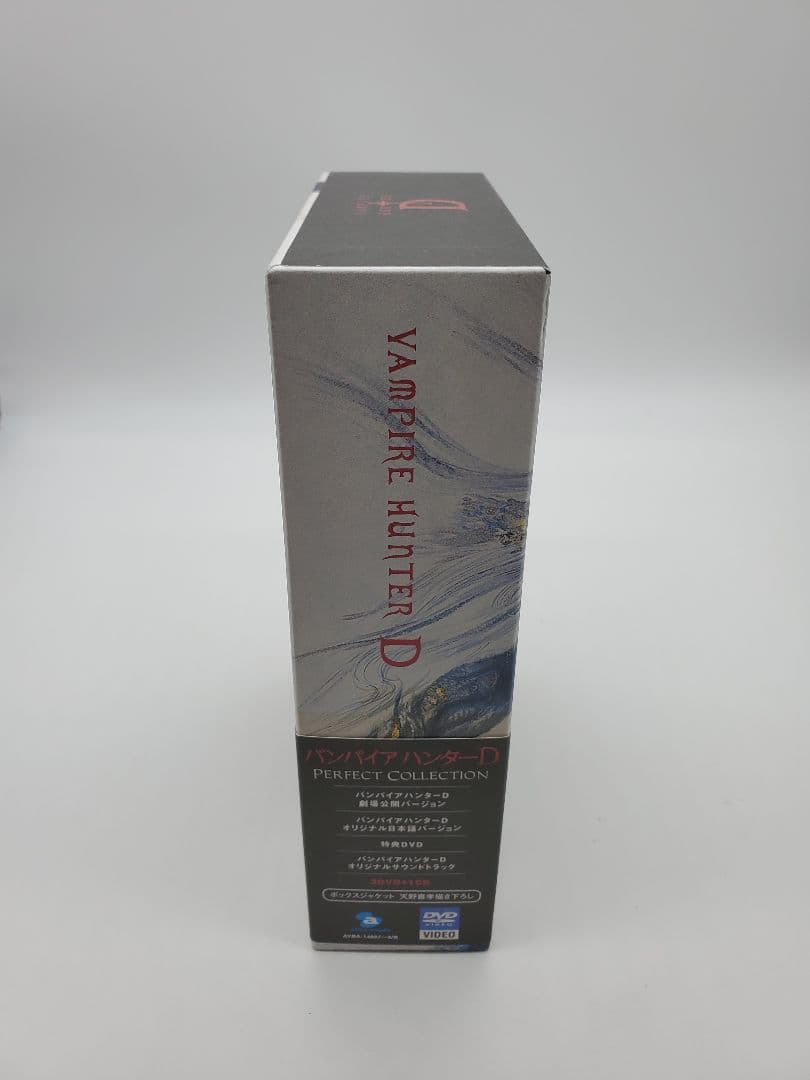 D
VAMPIRE HUNTER D
バンパイアハンターD
PERFECT COLLECTION
バンパイアハンターD
劇場公開バージョン
バンパイアハンターD
オリジナル日本語バージョン
特典DVD
バンパイアハンターD
オリジナルサウンドトラック
3DVD+1CD
ボックスジャケット 天野喜孝描き下ろし
a
DVD
VIDEO
VIDEO